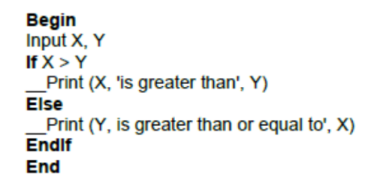 Begin
Input X, Y
If X > Y
__Print (X, 'is greater than', Y)
Else
__Print (Y, is greater than or equal to', X)
EndIf
End